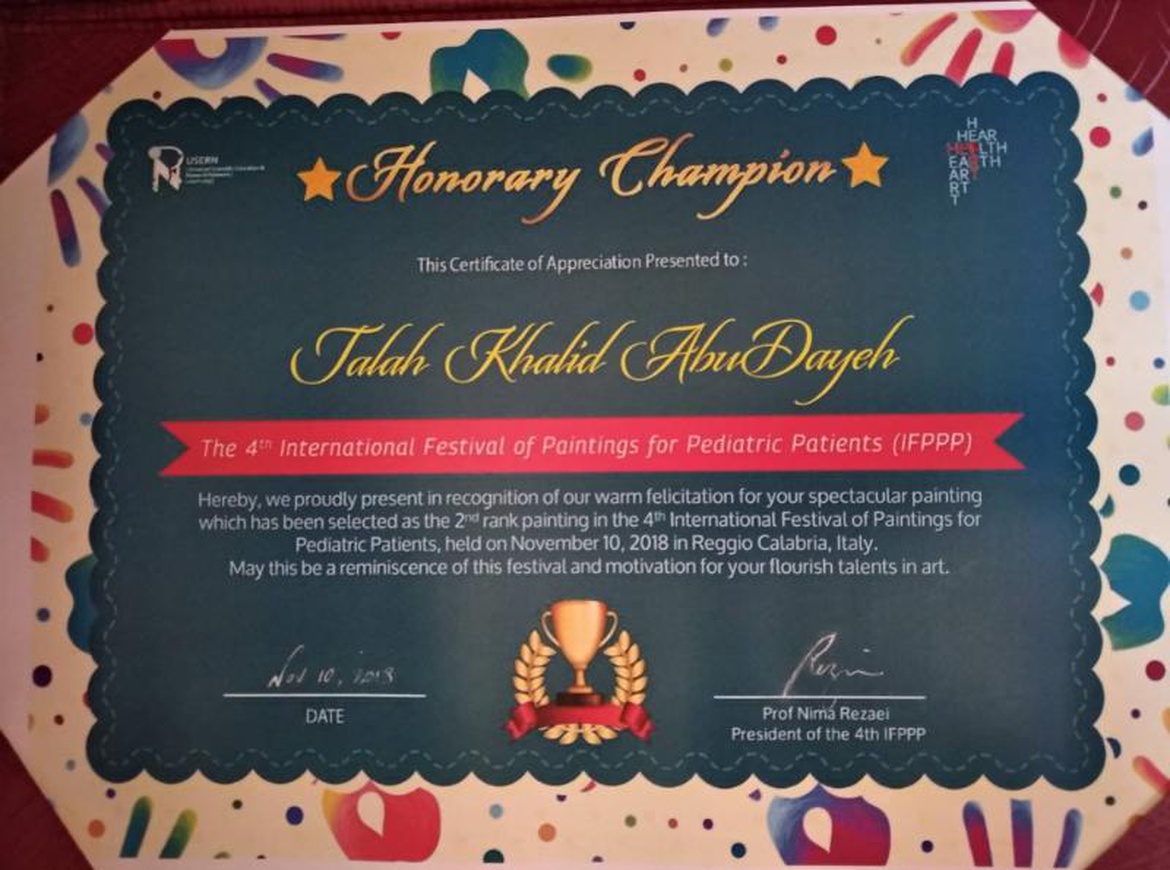 USERN
Honorary Champion
H
HEAR
HEALTH
EARTH
ART
RT
T
This Certificate of Appreciation Presented to :
Talah Khalid AbuDayeh
The 4th International Festival of Paintings for Pediatric Patients (IFPPP)
Hereby, we proudly present in recognition of our warm felicitation for your spectacular painting
which has been selected as the 2nd rank painting in the 4th International Festival of Paintings for
Pediatric Patients, held on November 10, 2018 in Reggio Calabria, Italy.
May this be a reminiscence of this festival and motivation for your flourish talents in art.
Nov 10, 2018
DATE
Prof Nima Rezaei
President of the 4th IFPPP